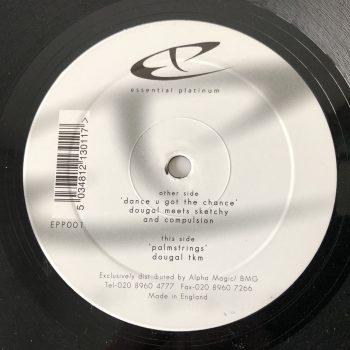 essential platinum
5 034812 130117 >
EPP001
other side
'dance u got the chance'
dougal meets sketchy
and compulsion
this side
'palmstrings'
dougal tkm
Exclusively distributed by Alpha Magic/ BMG
Tel-020 8960 4777 Fax-020 8960 7266
Made in England